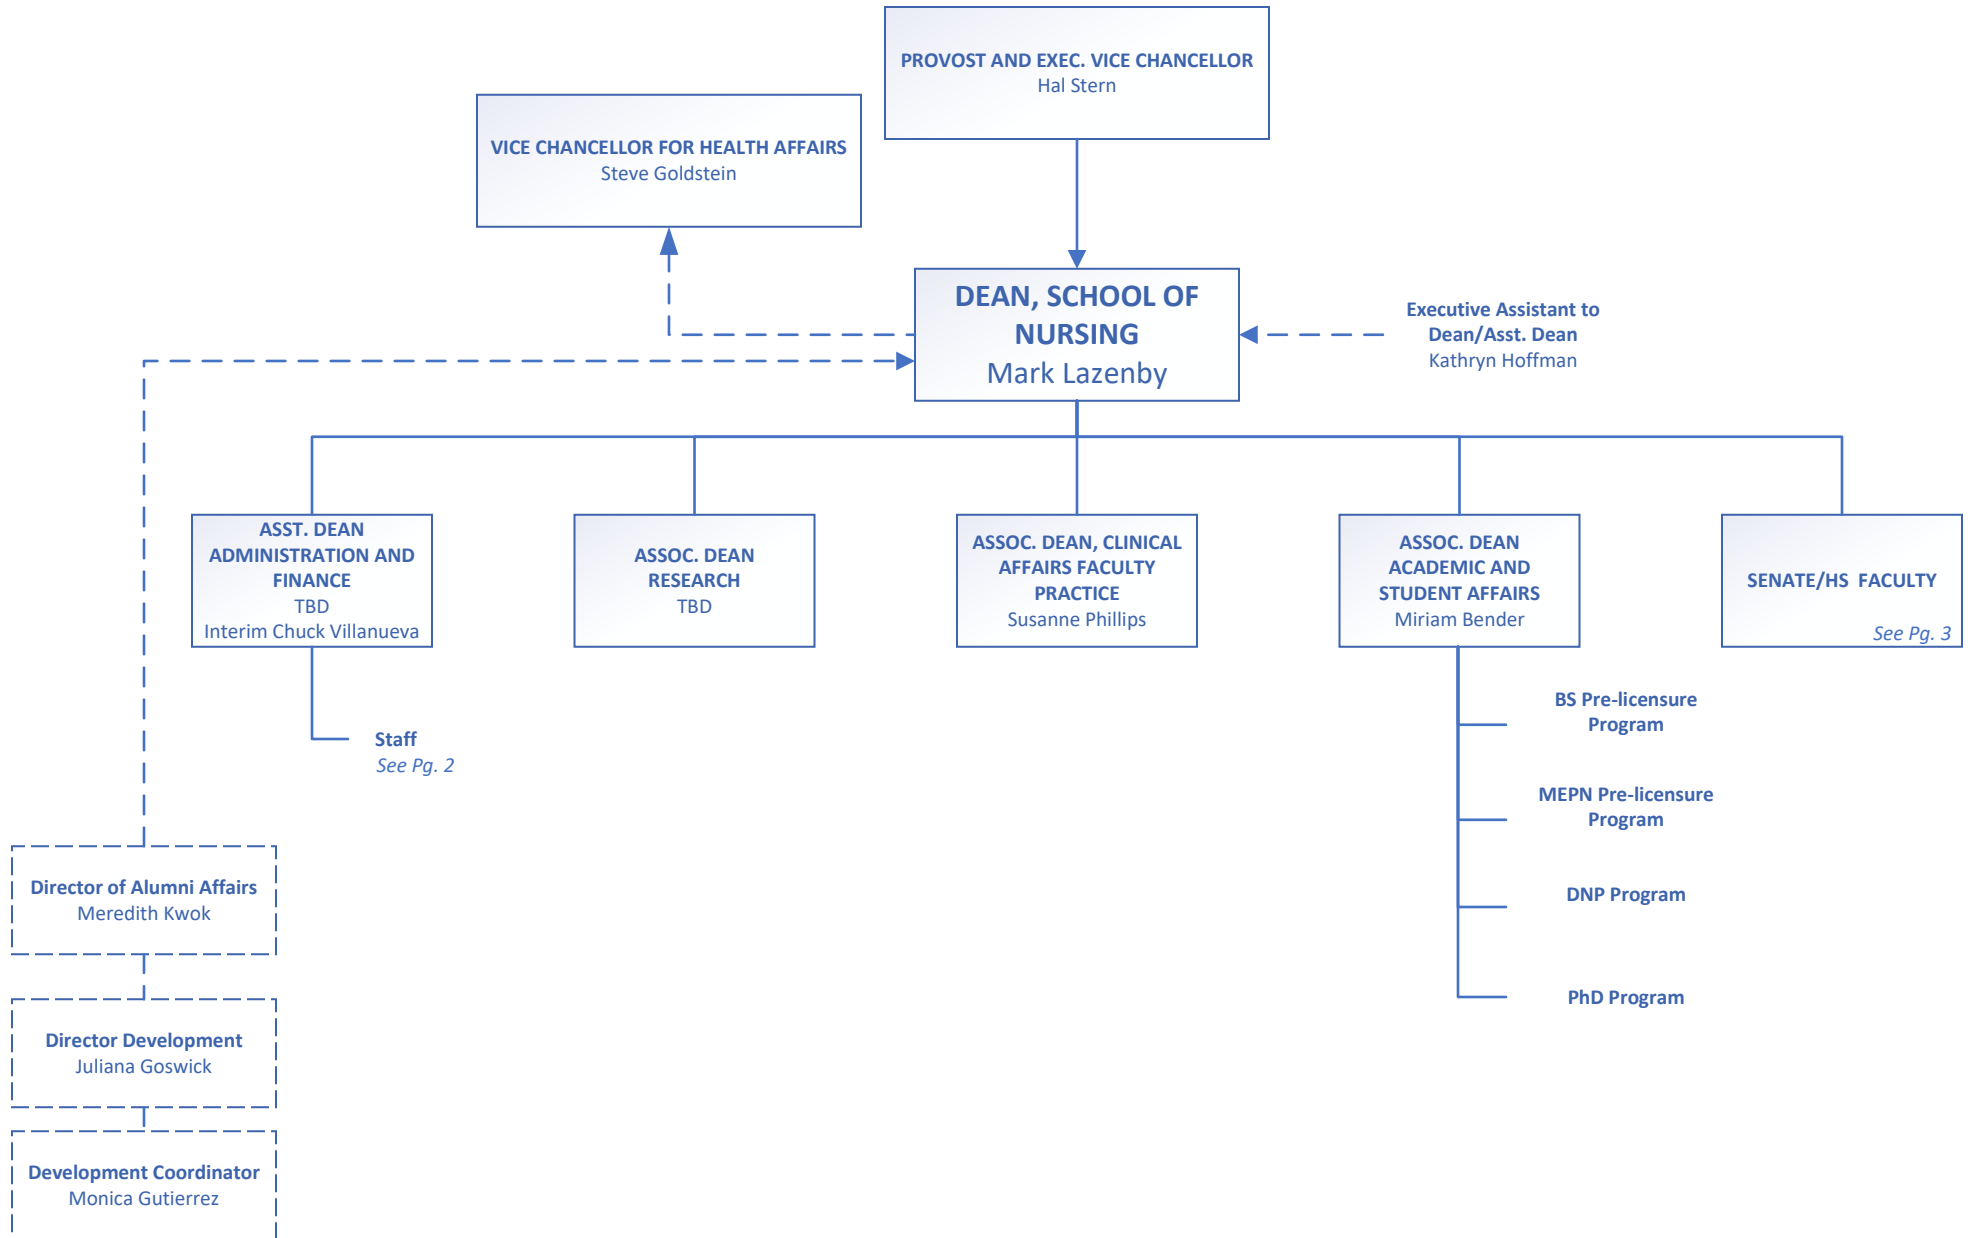 PROVOST AND EXEC. VICE CHANCELLOR
Hal Stern
VICE CHANCELLOR FOR HEALTH AFFAIRS
Steve Goldstein
DEAN, SCHOOL OF
NURSING
Mark Lazenby
Executive Assistant to
Dean/Asst. Dean
Kathryn Hoffman
ASST. DEAN
ADMINISTRATION AND
FINANCE
TBD
Interim Chuck Villanueva
ASSOC. DEAN
RESEARCH
TBD
ASSOC. DEAN, CLINICAL
AFFAIRS FACULTY
PRACTICE
Susanne Phillips
ASSOC. DEAN
ACADEMIC AND
STUDENT AFFAIRS
Miriam Bender
SENATE/HS FACULTY
See Pg. 3
Staff
See Pg. 2
BS Pre-licensure
Program
MEPN Pre-licensure
Program
DNP Program
PhD Program
Director of Alumni Affairs
Meredith Kwok
Director Development
Juliana Goswick
Development Coordinator
Monica Gutierrez